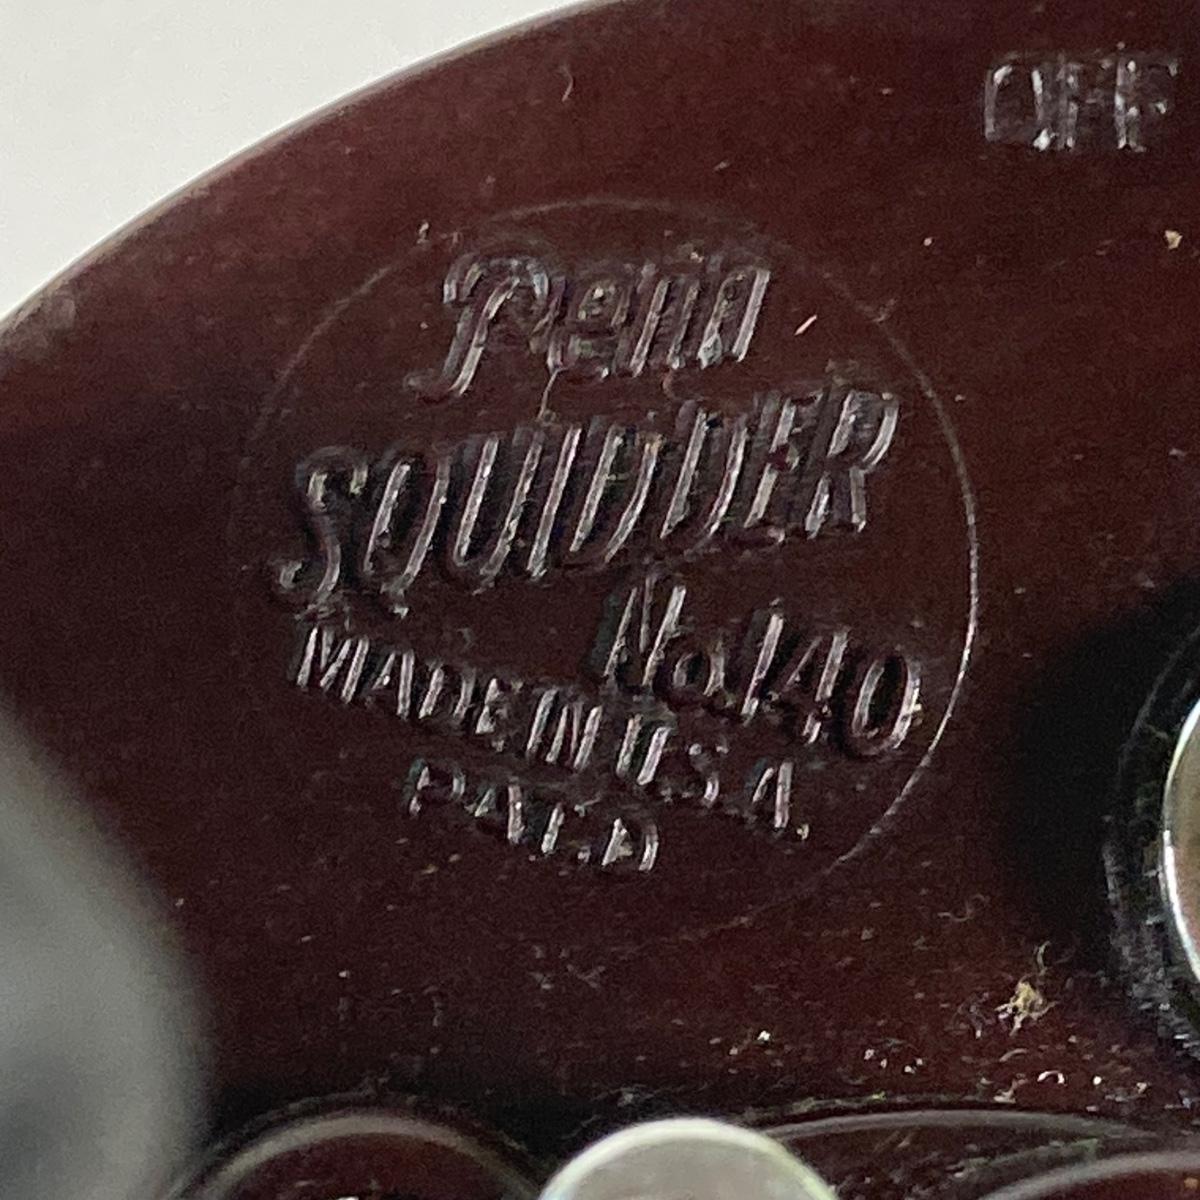 OFF
Penn
SQUIDDER
No.140
MADE IN U.S.A.
PAT'D